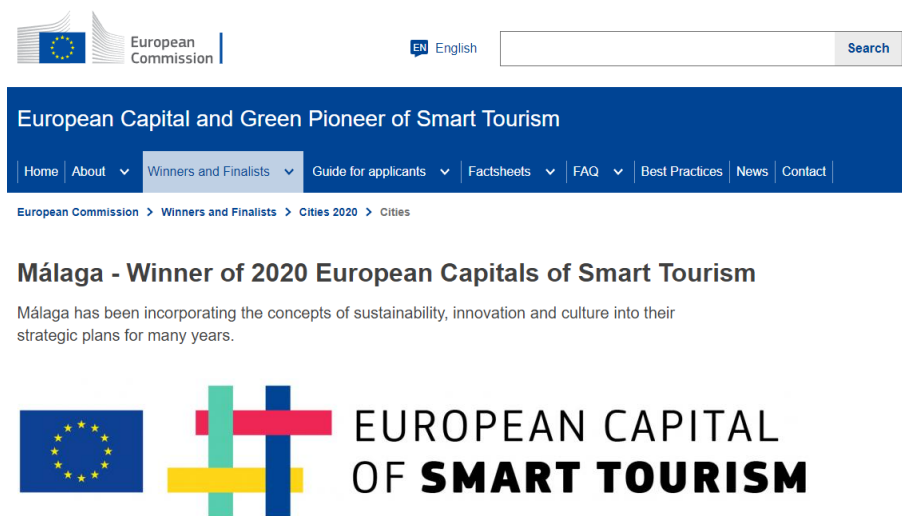 European
Commission
EN English
Search
European Capital and Green Pioneer of Smart Tourism
Home About Winners and Finalists Guide for applicants Factsheets FAQ Best Practices News Contact
European Commission > Winners and Finalists > Cities 2020 > Cities
Málaga - Winner of 2020 European Capitals of Smart Tourism
Málaga has been incorporating the concepts of sustainability, innovation and culture into their
strategic plans for many years.
EUROPEAN CAPITAL
OF SMART TOURISM